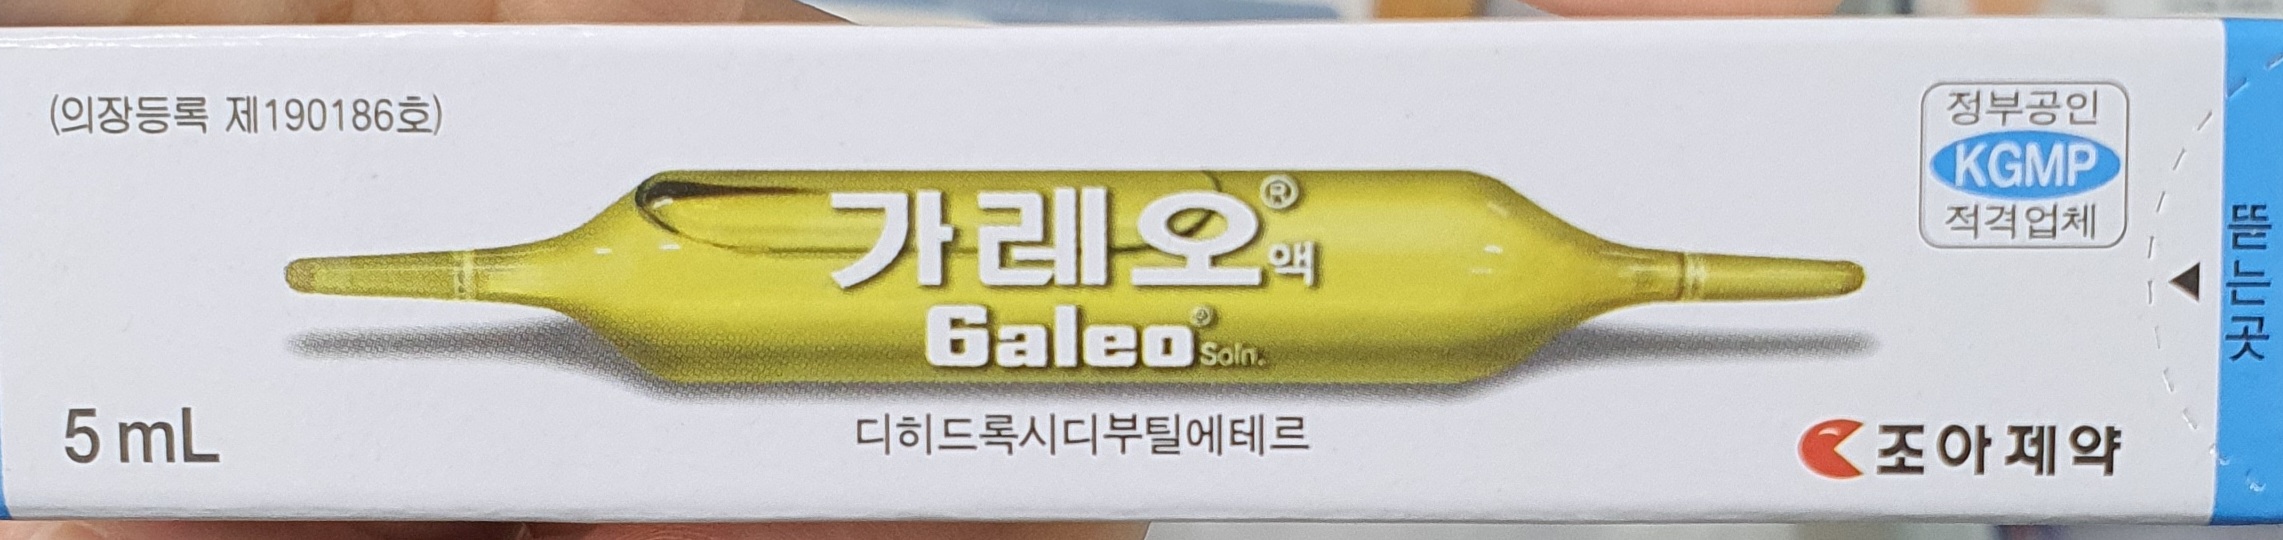 (의장등록 제190186호)
정부공인
KGMP
적격업체
가레오®액
Galeo® Soln.
5 mL
디히드록시디부틸에테르
조아제약
뜯는곳